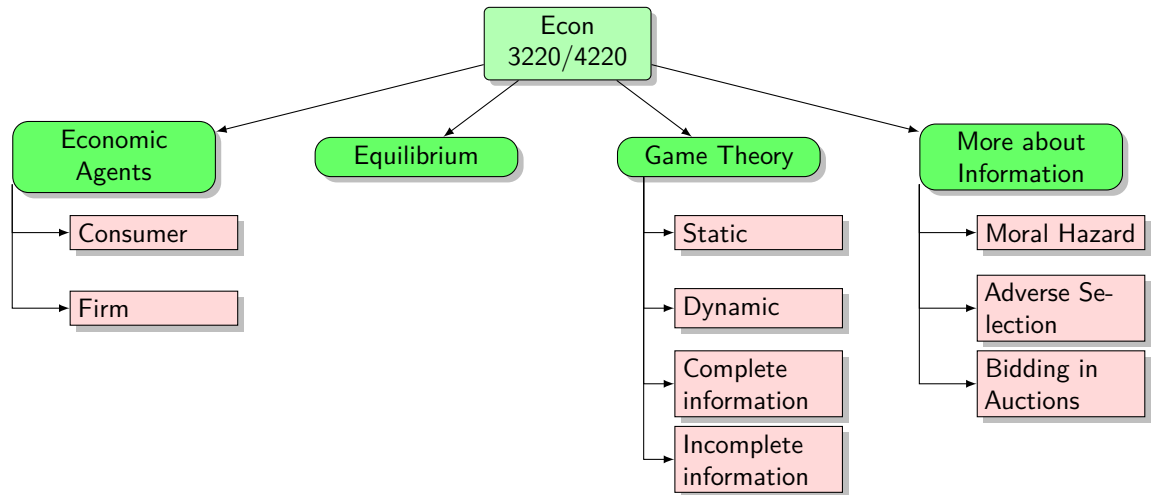 Econ
3220/4220
Economic
Agents
Equilibrium
Game Theory
More about
Information
Consumer
Firm
Static
Dynamic
Complete
information
Incomplete
information
Moral Hazard
Adverse Se-
lection
Bidding in
Auctions